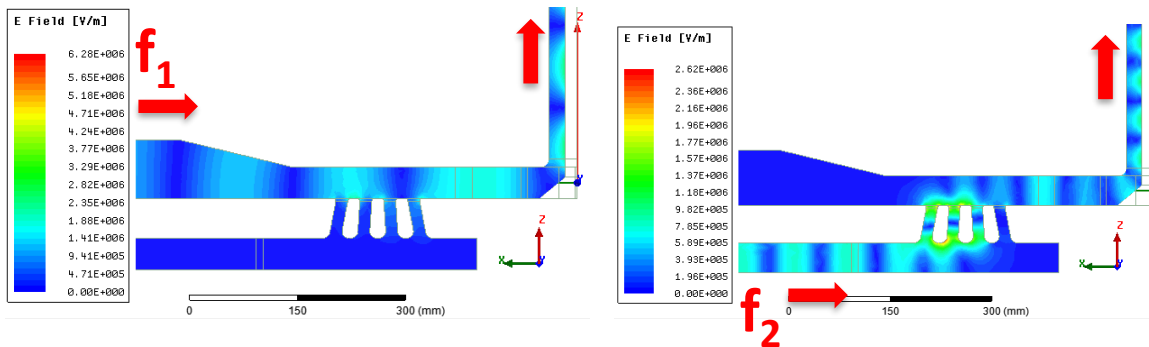 E Field [V/m]
6.28E+006
5.65E+006
5.18E+006
4.71E+006
4.24E+006
3.77E+006
3.29E+006
2.82E+006
2.35E+006
1.88E+006
1.41E+006
9.41E+005
4.71E+005
0.00E+000
f1
Z
Y
Z
X
Y
0
150
300 (mm)
E Field [V/m]
2.62E+006
2.36E+006
2.16E+006
1.96E+006
1.77E+006
1.57E+006
1.37E+006
1.18E+006
9.82E+005
7.85E+005
5.89E+005
3.93E+005
1.96E+005
0.00E+000
Z
X
Y
0
150
300 (mm)
f2